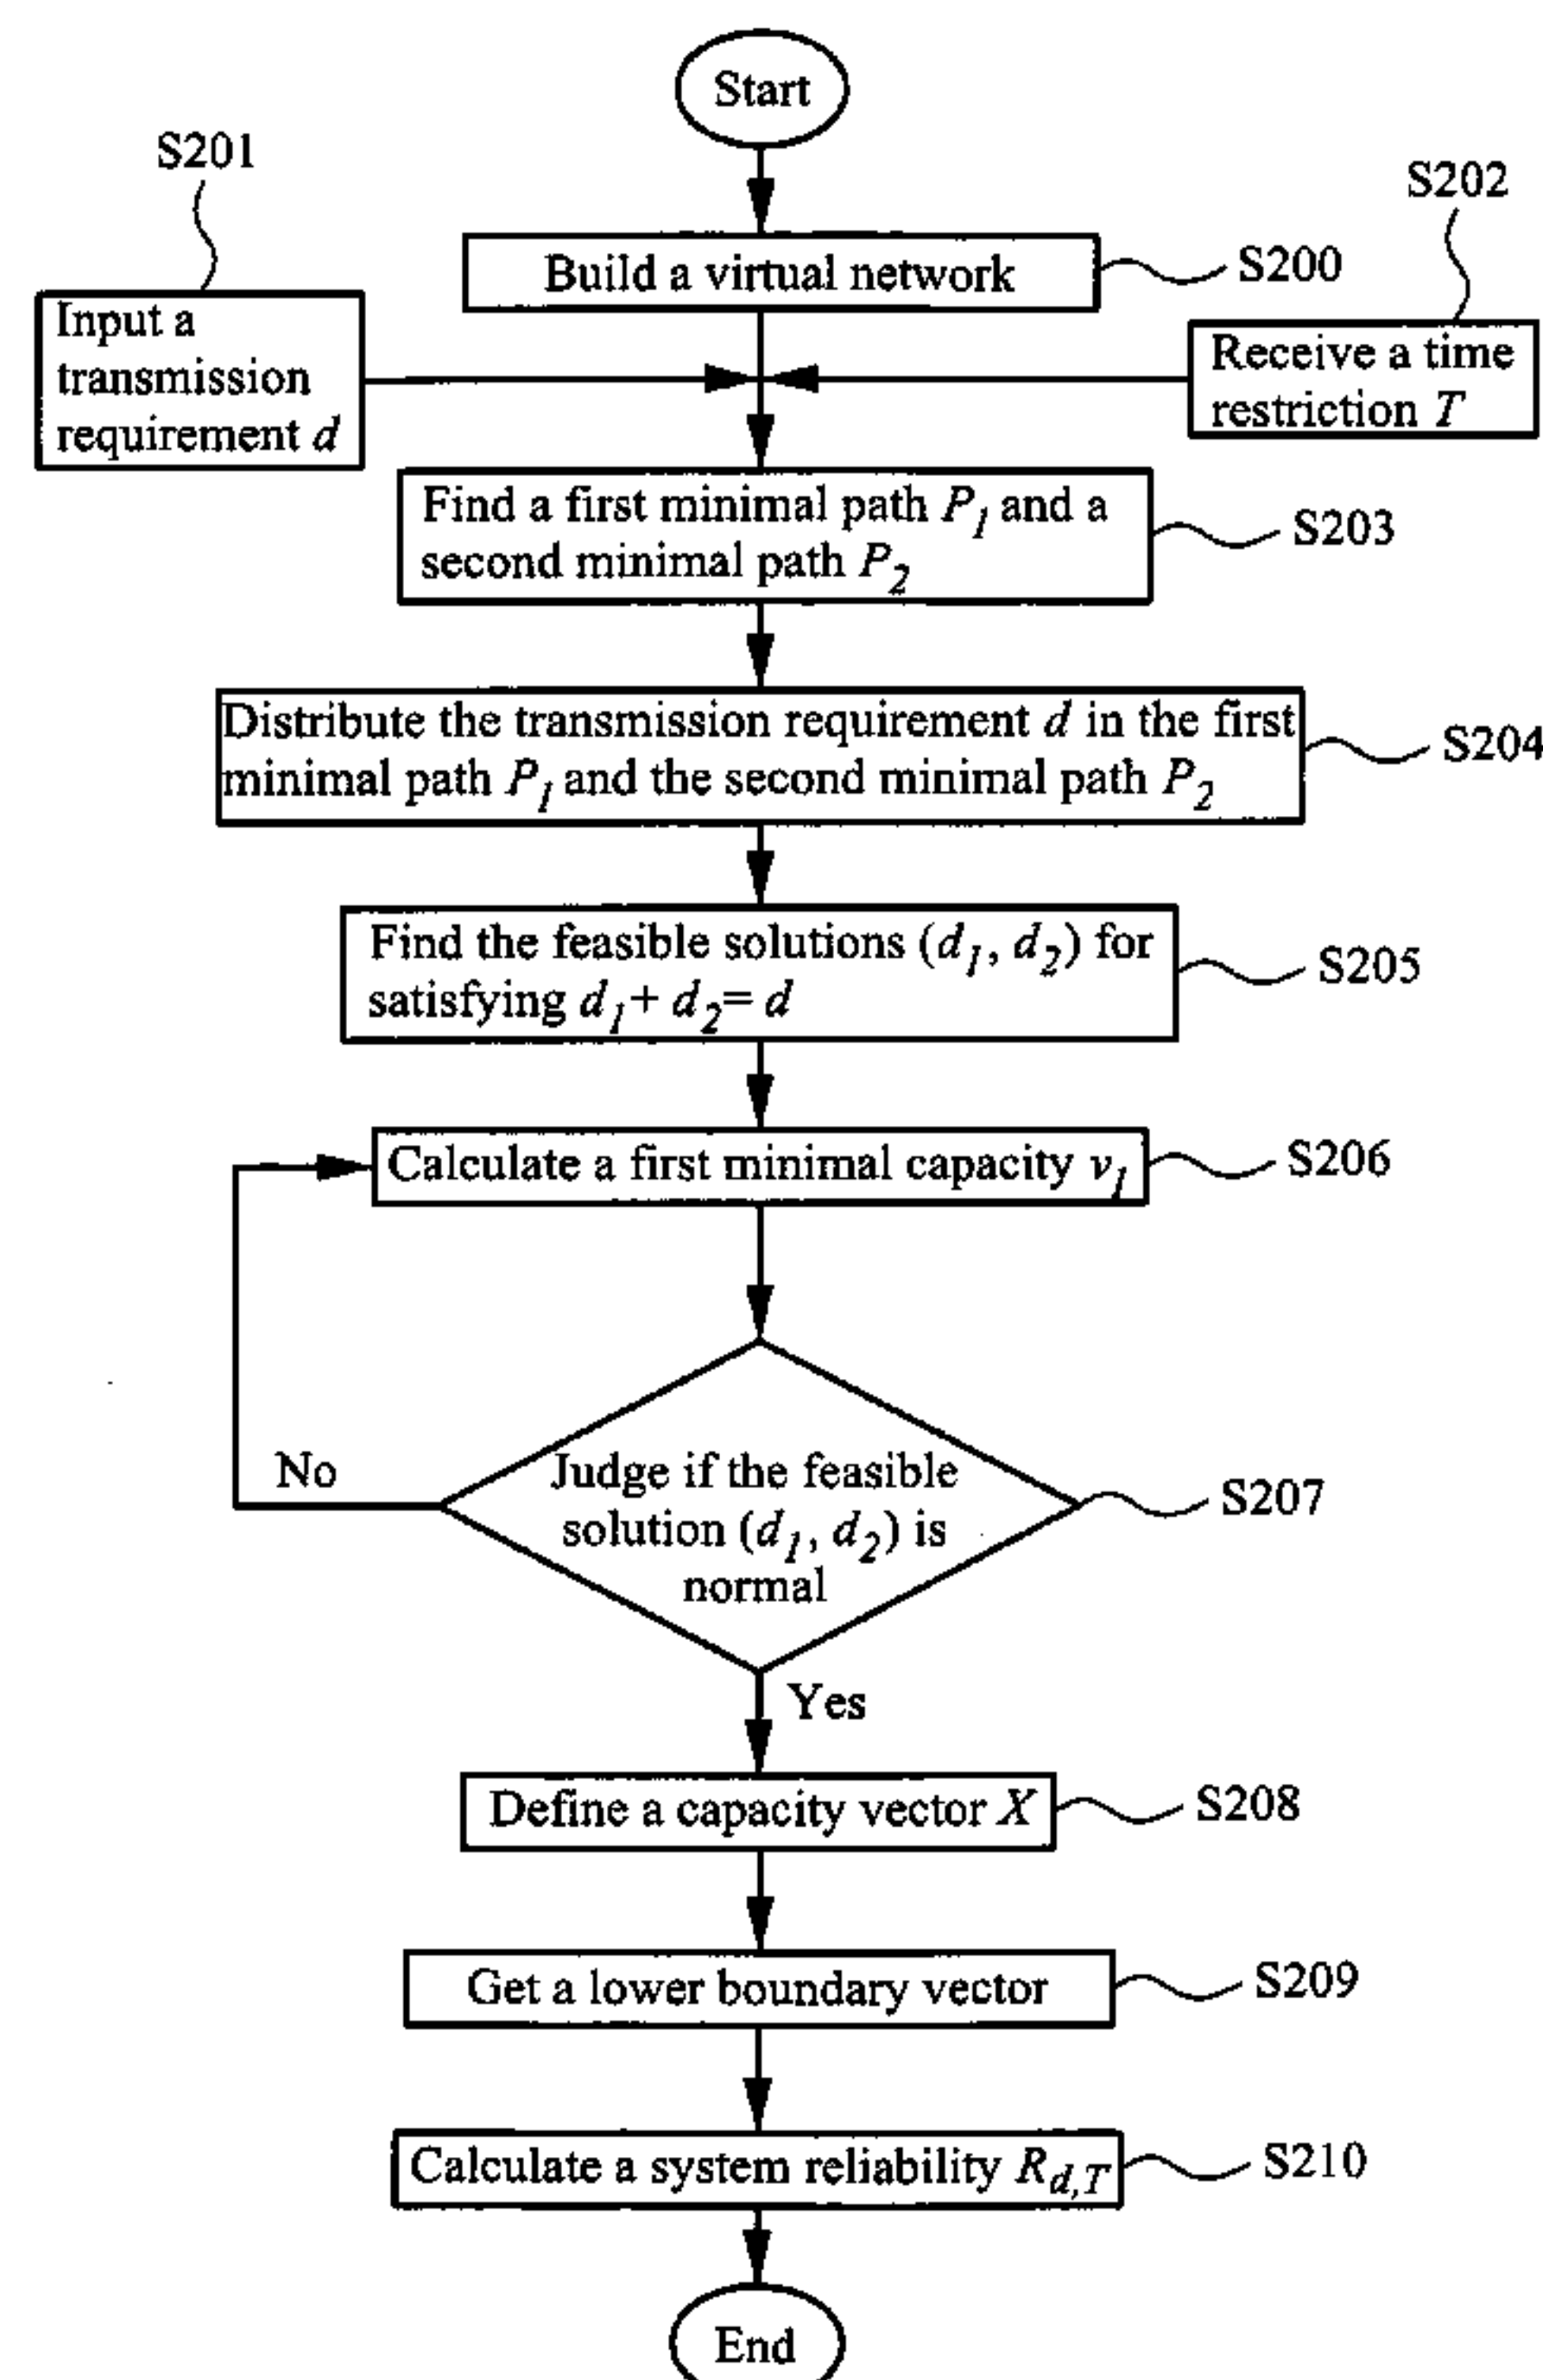 Start
S201
S202
Build a virtual network
S200
Input a
transmission
requirement d
Receive a time
restriction T
Find a first minimal path P1 and a
second minimal path P2
S203
Distribute the transmission requirement d in the first
minimal path P1 and the second minimal path P2
S204
Find the feasible solutions (d1, d2) for
satisfying d1+ d2= d
S205
Calculate a first minimal capacity v1
S206
No
Judge if the feasible
solution (d1, d2) is
normal
S207
Yes
Define a capacity vector X
S208
Get a lower boundary vector
S209
Calculate a system reliability Rd,T
S210
End